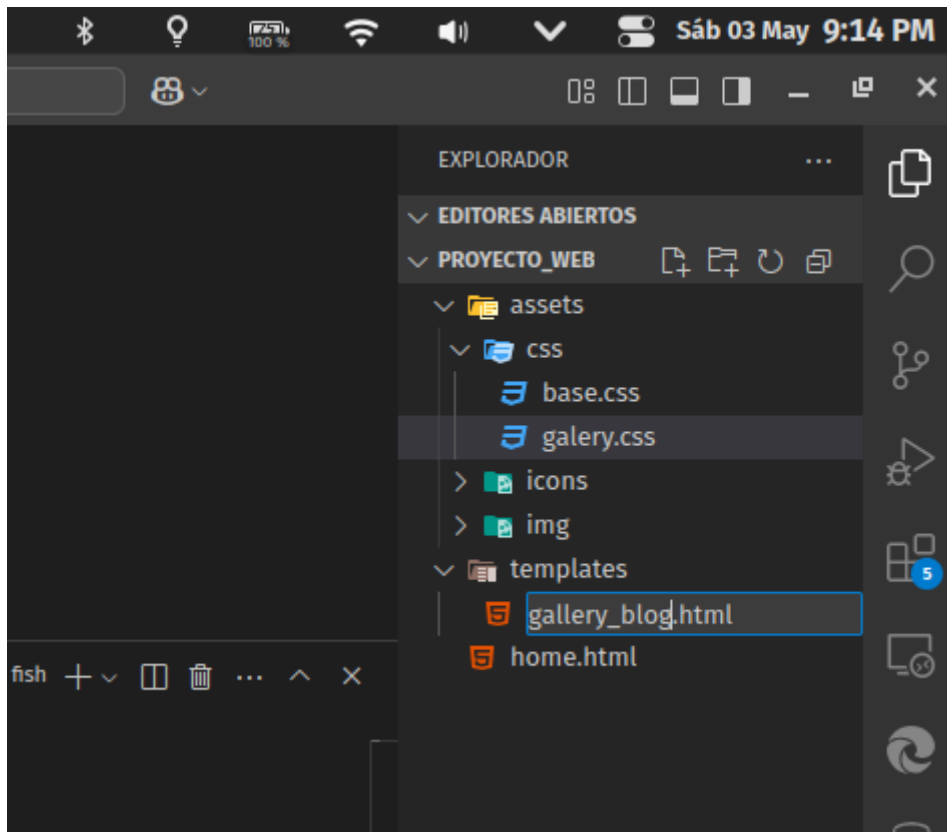 100 %
Sáb 03 May 9:14 PM
EXPLORADOR
EDITORES ABIERTOS
PROYECTO_WEB
assets
css
base.css
galery.css
icons
img
5
templates
gallery_blog.html
home.html
fish